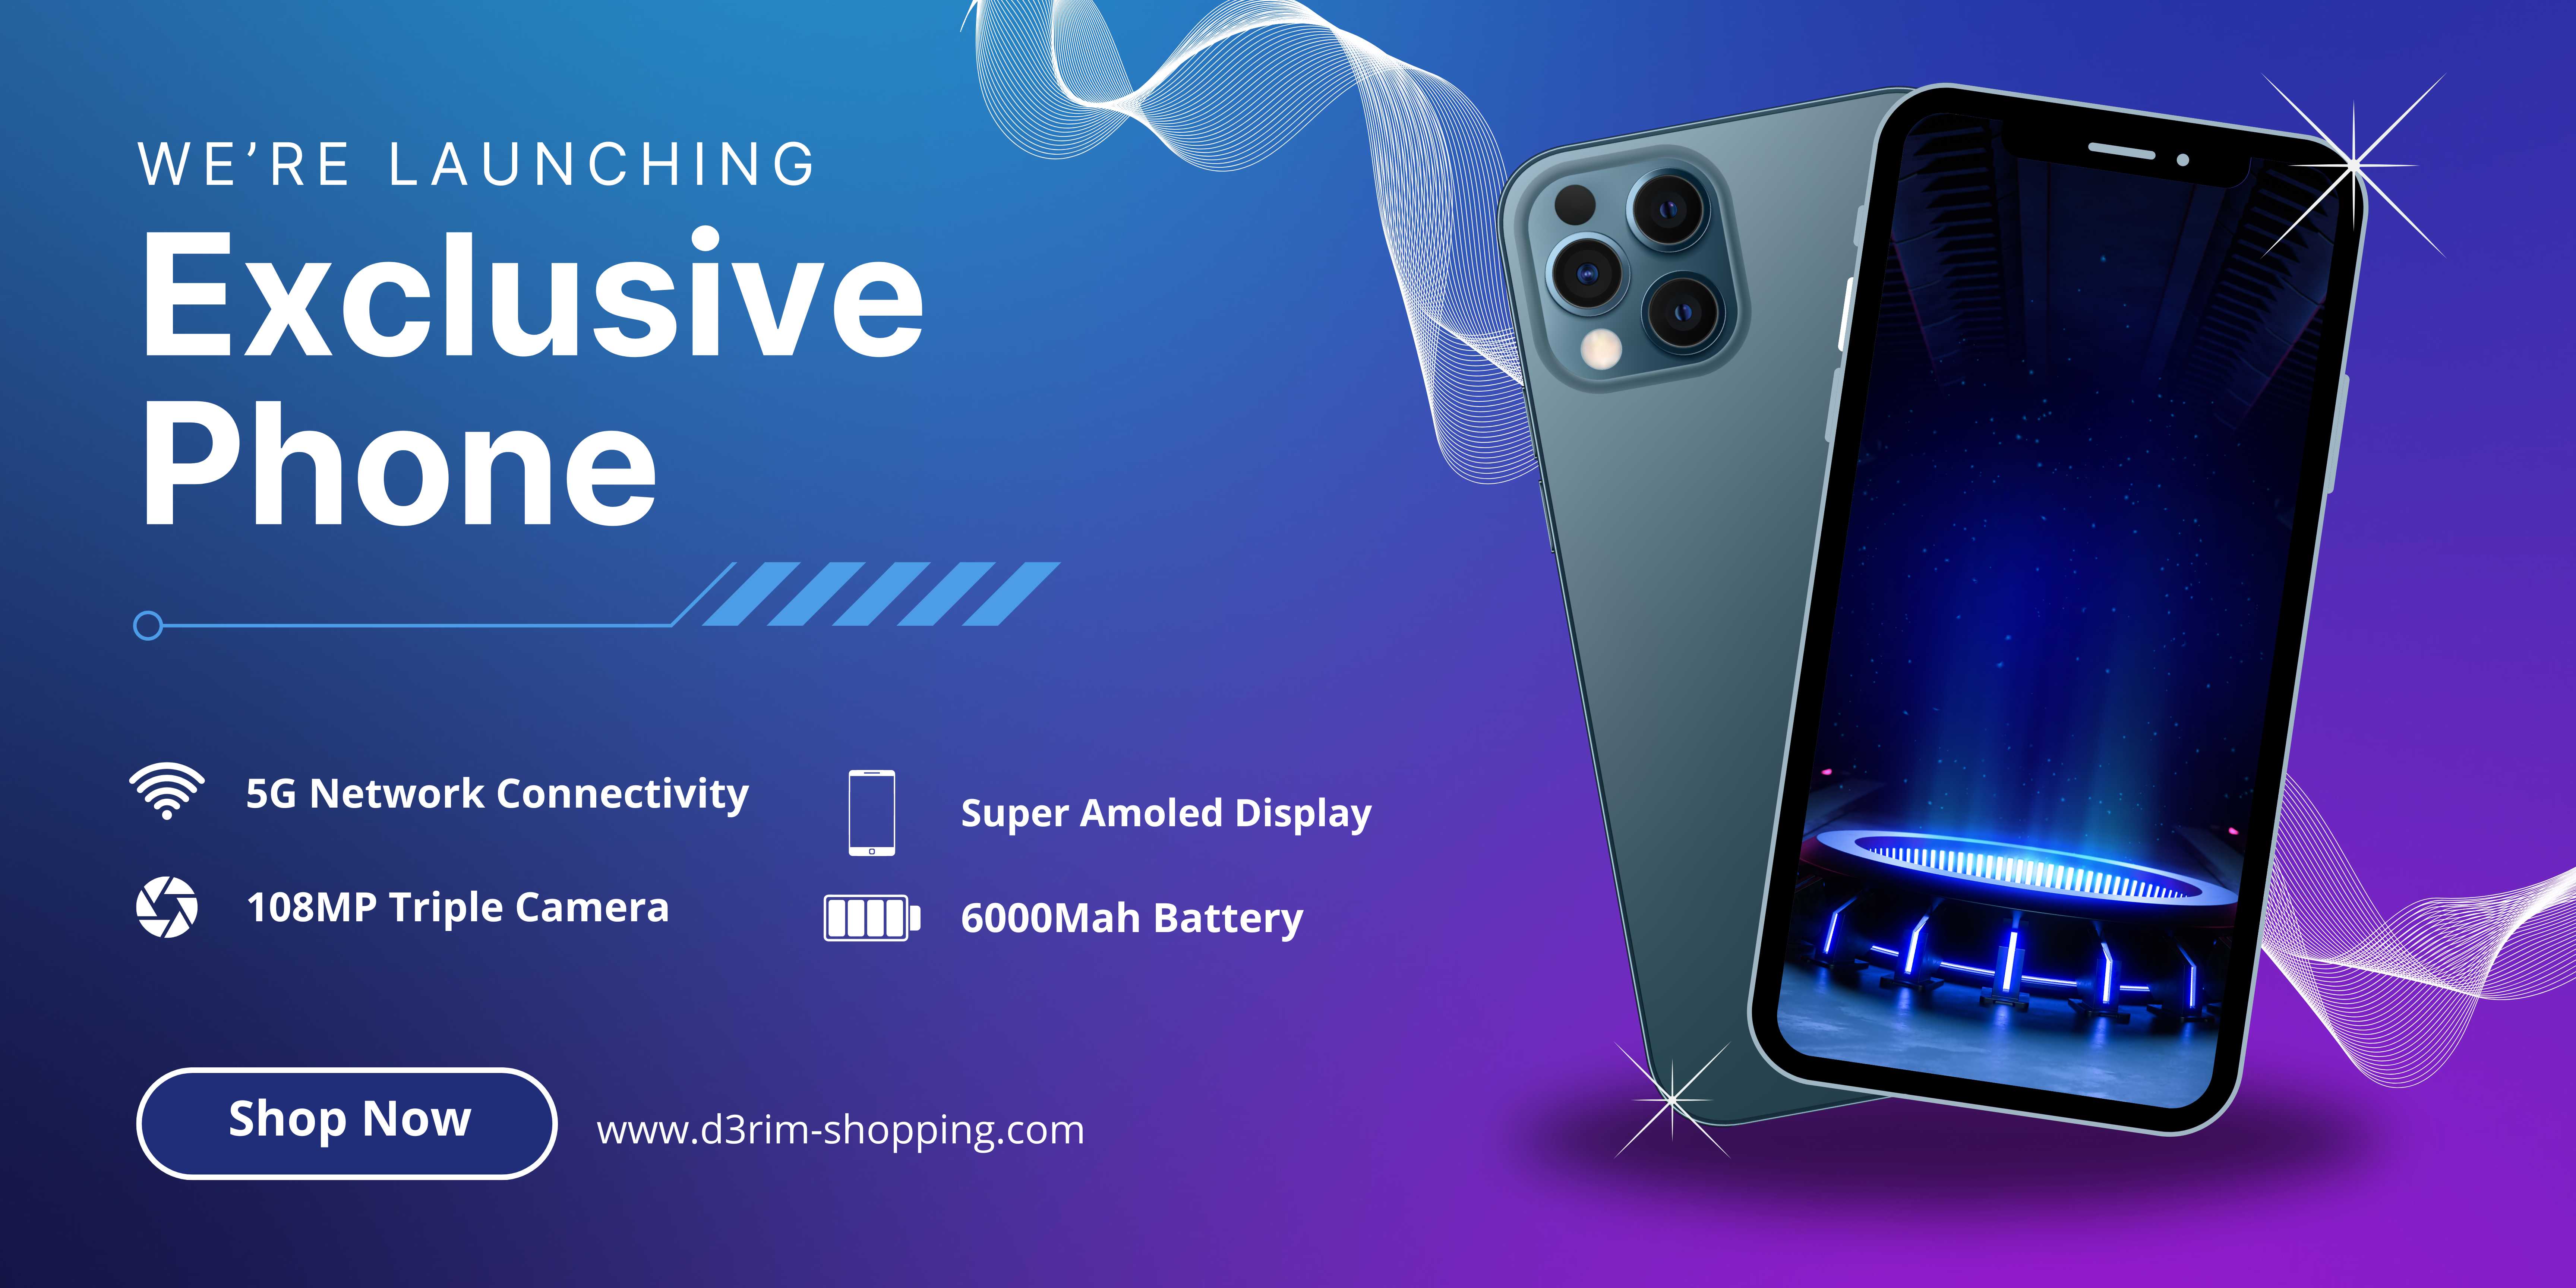 WE’RE LAUNCHING
Exclusive
Phone
5G Network Connectivity
108MP Triple Camera
Super Amoled Display
6000Mah Battery
Shop Now
www.d3rim-shopping.com